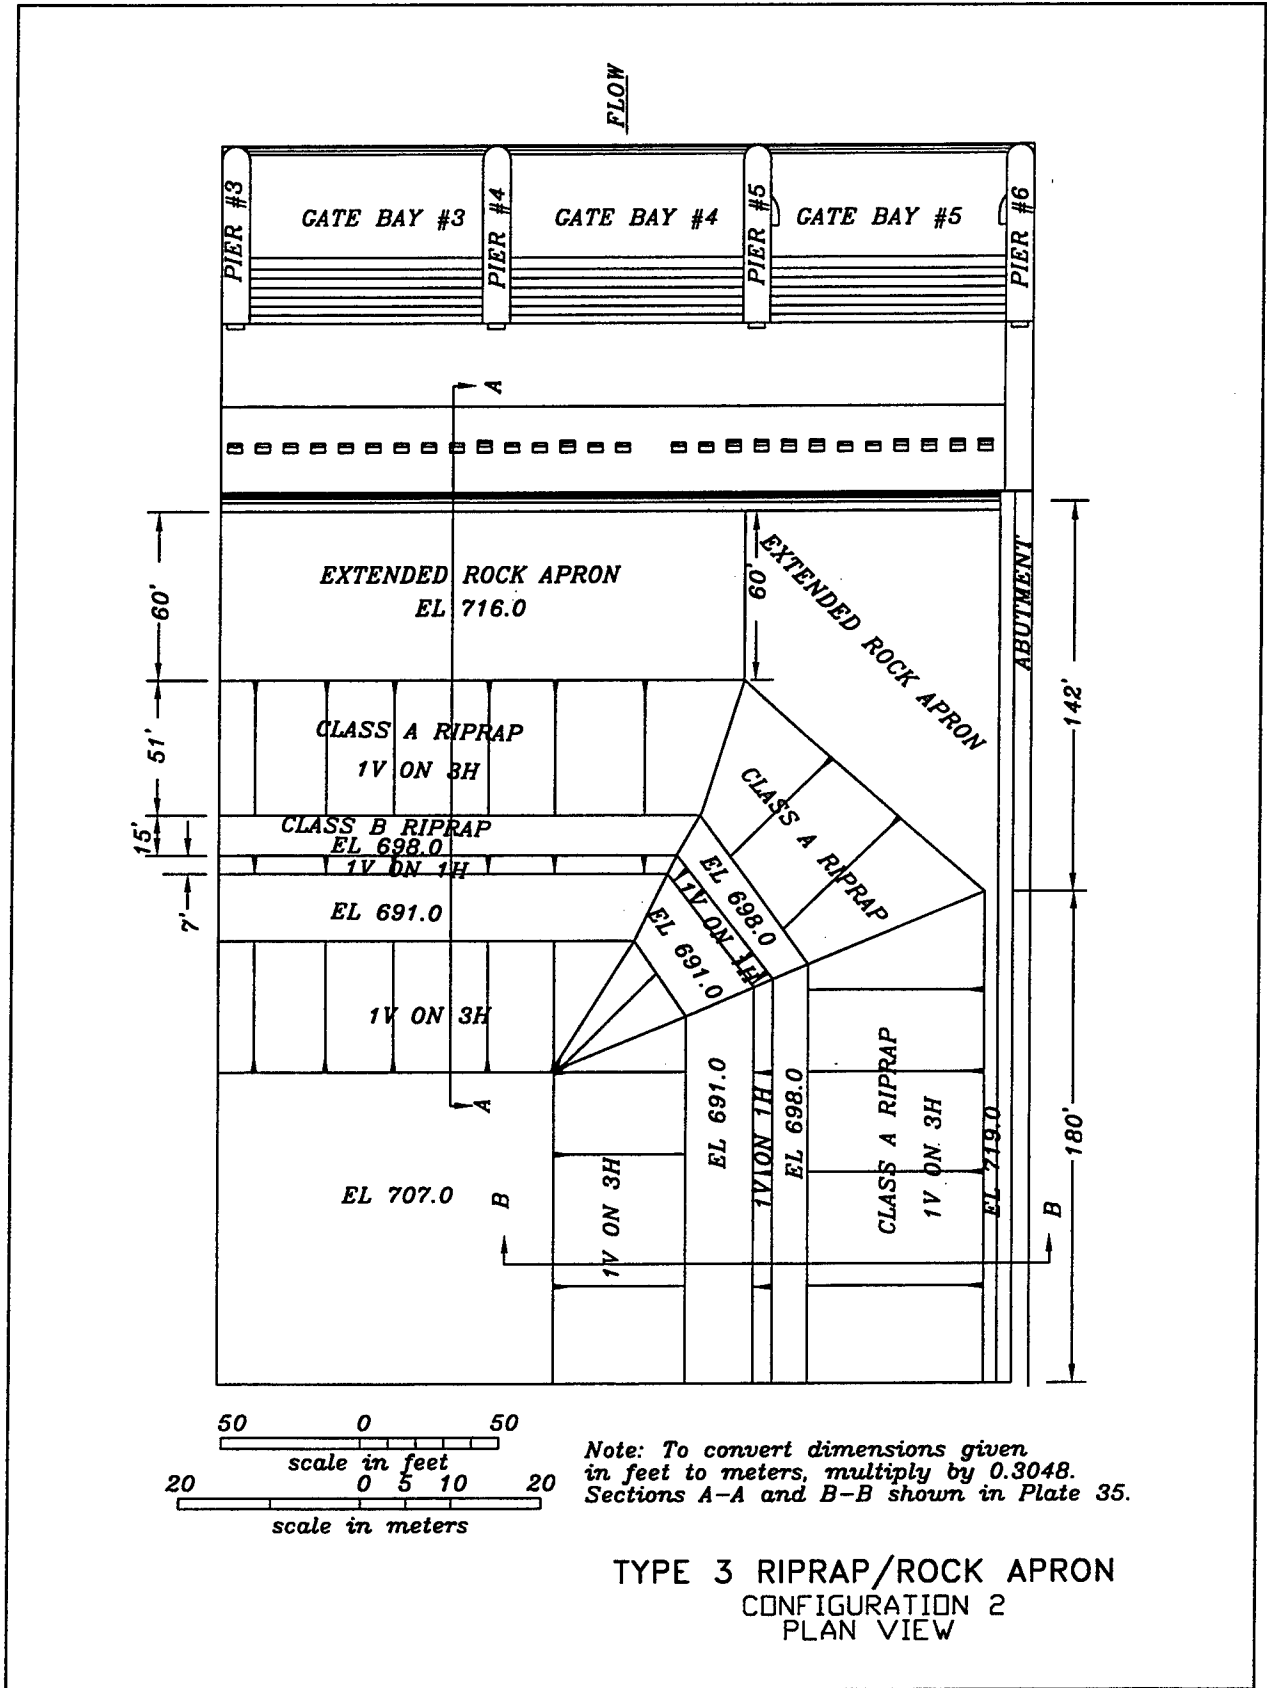 FLOW
PIER #3
GATE BAY #3
PIER #4
GATE BAY #4
PIER #5
GATE BAY #5
PIER #6
A
EXTENDED ROCK APRON
EL 716.0
60'
60'
EXTENDED ROCK APRON
ABUTMENT
142'
51'
CLASS A RIPRAP
1V ON 3H
CLASS A RIPRAP
15'
CLASS B RIPRAP
EL 698.0
1V ON 1H
7'
EL 691.0
EL 698.0
1V ON 1H
EL 691.0
1V ON 3H
A
EL 707.0
B
1V ON 3H
EL 691.0
1V ON 1H
EL 698.0
CLASS A RIPRAP
1V ON 3H
EL 719.0
B
180'
50 0 50
scale in feet
20 0 5 10 20
scale in meters
Note: To convert dimensions given
in feet to meters, multiply by 0.3048.
Sections A-A and B-B shown in Plate 35.
TYPE 3 RIPRAP/ROCK APRON
CONFIGURATION 2
PLAN VIEW